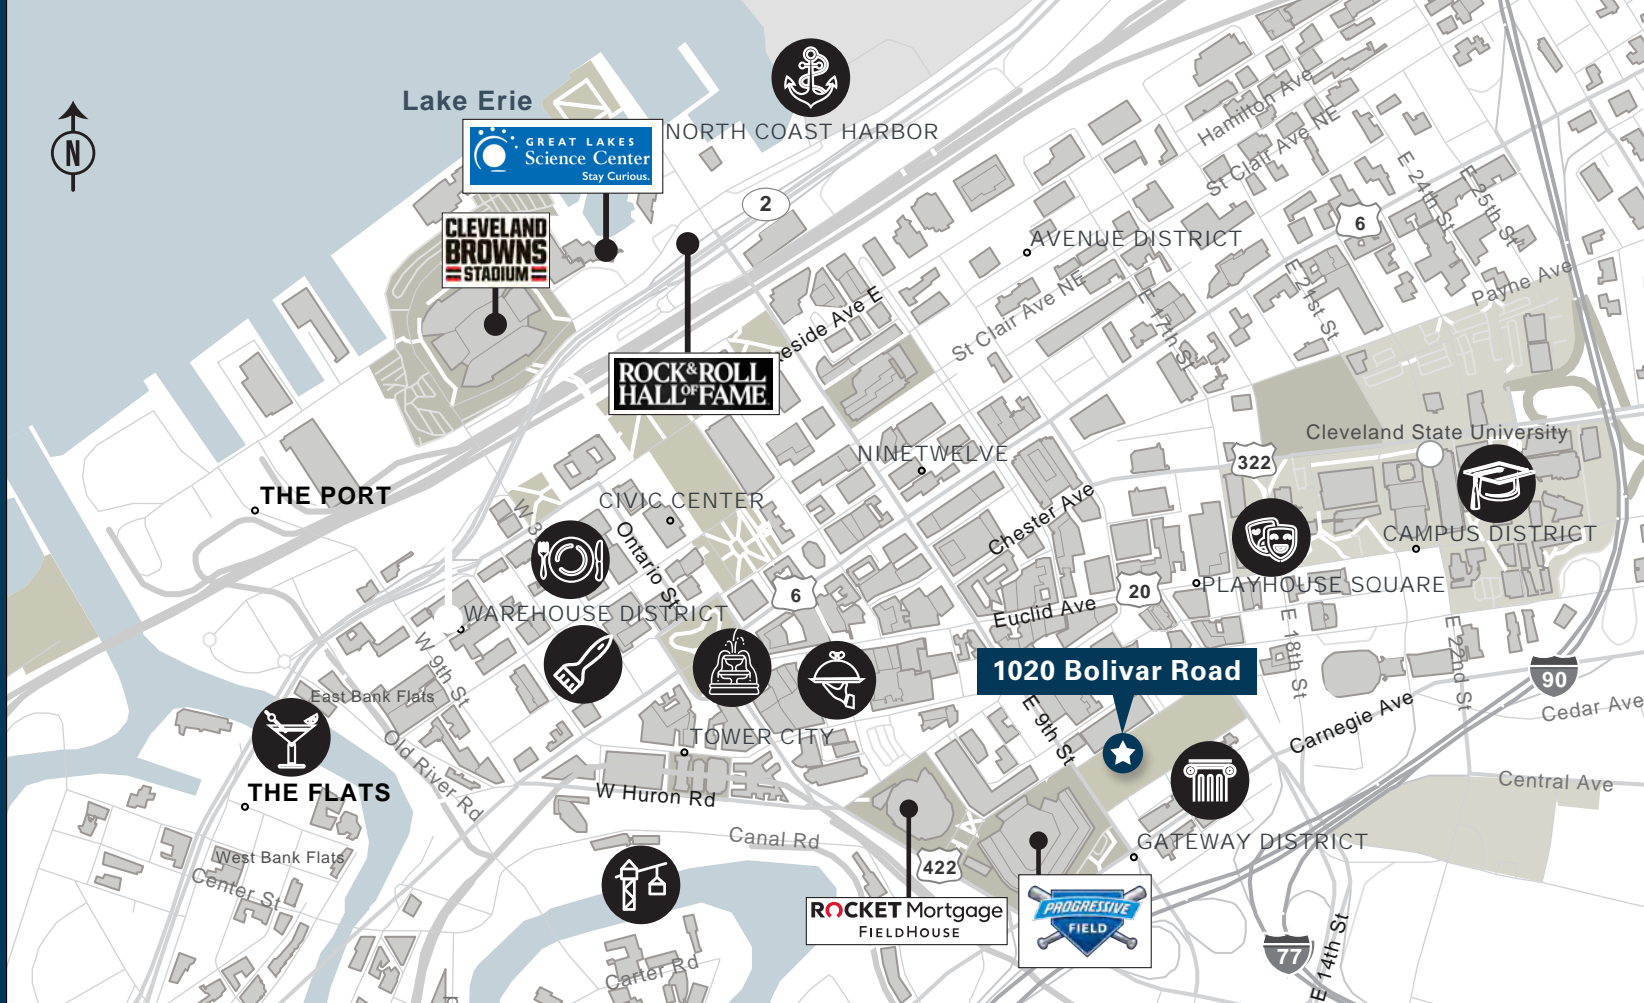 Lake Erie
N
GREAT LAKES
Science Center
Stay Curious.
NORTH COAST HARBOR
Hamilton Ave
St Clair Ave NE
E 24th St
E 25th St
2
6
CLEVELAND
BROWNS
STADIUM
AVENUE DISTRICT
E 21st St
Payne Ave
eside Ave E
St Clair Ave NE
E 17th St
ROCK & ROLL
HALL OF FAME
Cleveland State University
NINETWELVE
322
THE PORT
CIVIC CENTER
W 3
Ontario St
Chester Ave
CAMPUS DISTRICT
6
20
PLAYHOUSE SQUARE
WAREHOUSE DISTRICT
Euclid Ave
W 9th St
E 18th St
E 22nd St
1020 Bolivar Road
90
East Bank Flats
E 9th St
Carnegie Ave
Cedar Ave
Old River Rd
TOWER CITY
THE FLATS
W Huron Rd
Central Ave
Canal Rd
GATEWAY DISTRICT
West Bank Flats
422
Center St
ROCKET Mortgage
FIELDHOUSE
PROGRESSIVE
FIELD
77
E 14th St
Carter Rd